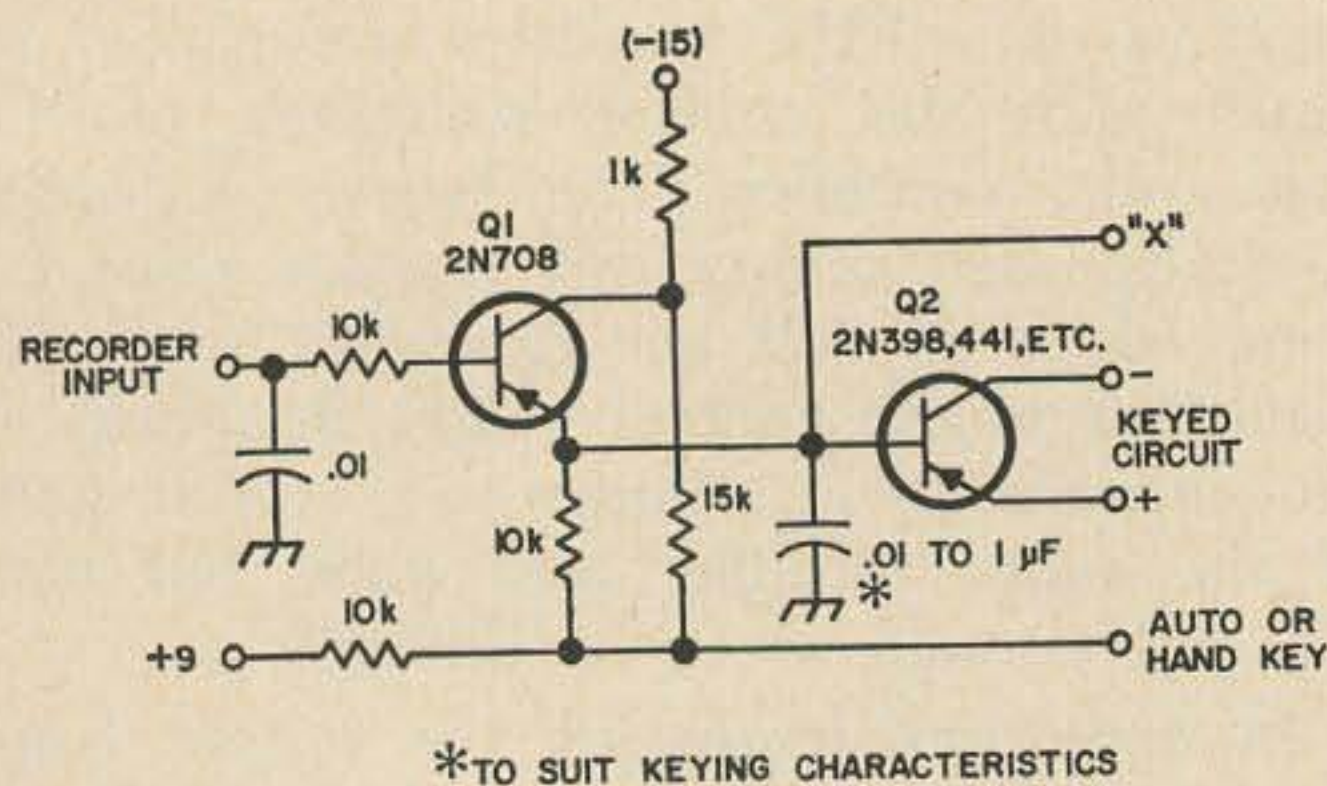 (-15)
1k
Q1
2N708
"X"
Q2
2N398,441,ETC.
10k
RECORDER
INPUT
-
KEYED
CIRCUIT
+
.01
10k
15k
.01 TO 1 µF
*
10k
+9
AUTO OR
HAND KEY
*TO SUIT KEYING CHARACTERISTICS